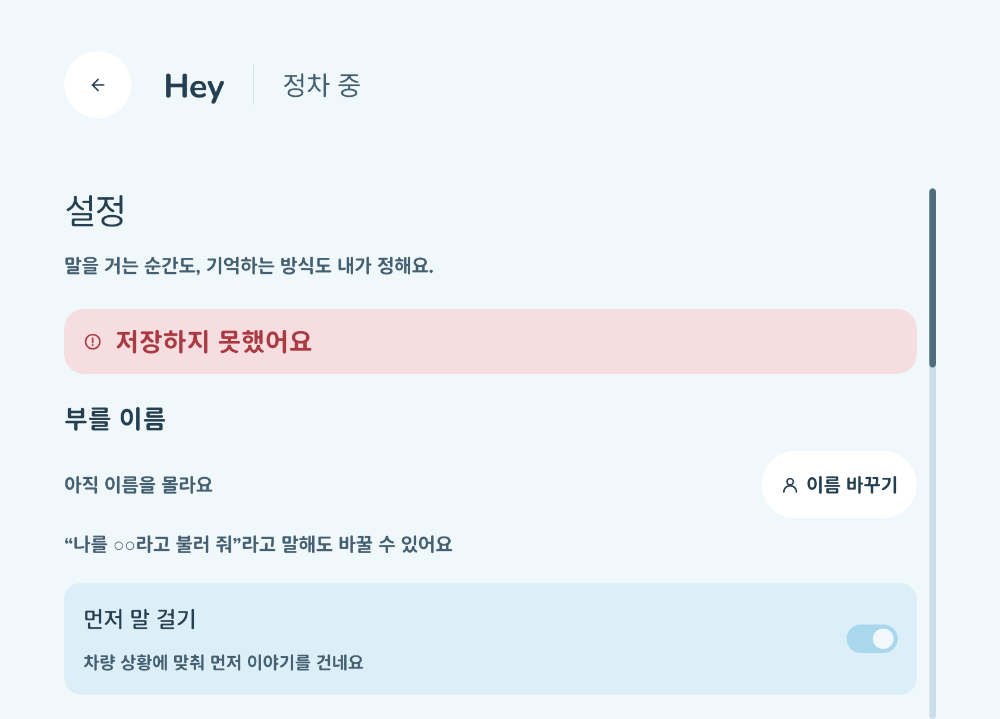 Hey
정차 중
설정
말을 거는 순간도, 기억하는 방식도 내가 정해요.
저장하지 못했어요
부를 이름
아직 이름을 몰라요
이름 바꾸기
“나를 ○○라고 불러 줘”라고 말해도 바꿀 수 있어요
먼저 말 걸기
차량 상황에 맞춰 먼저 이야기를 건네요